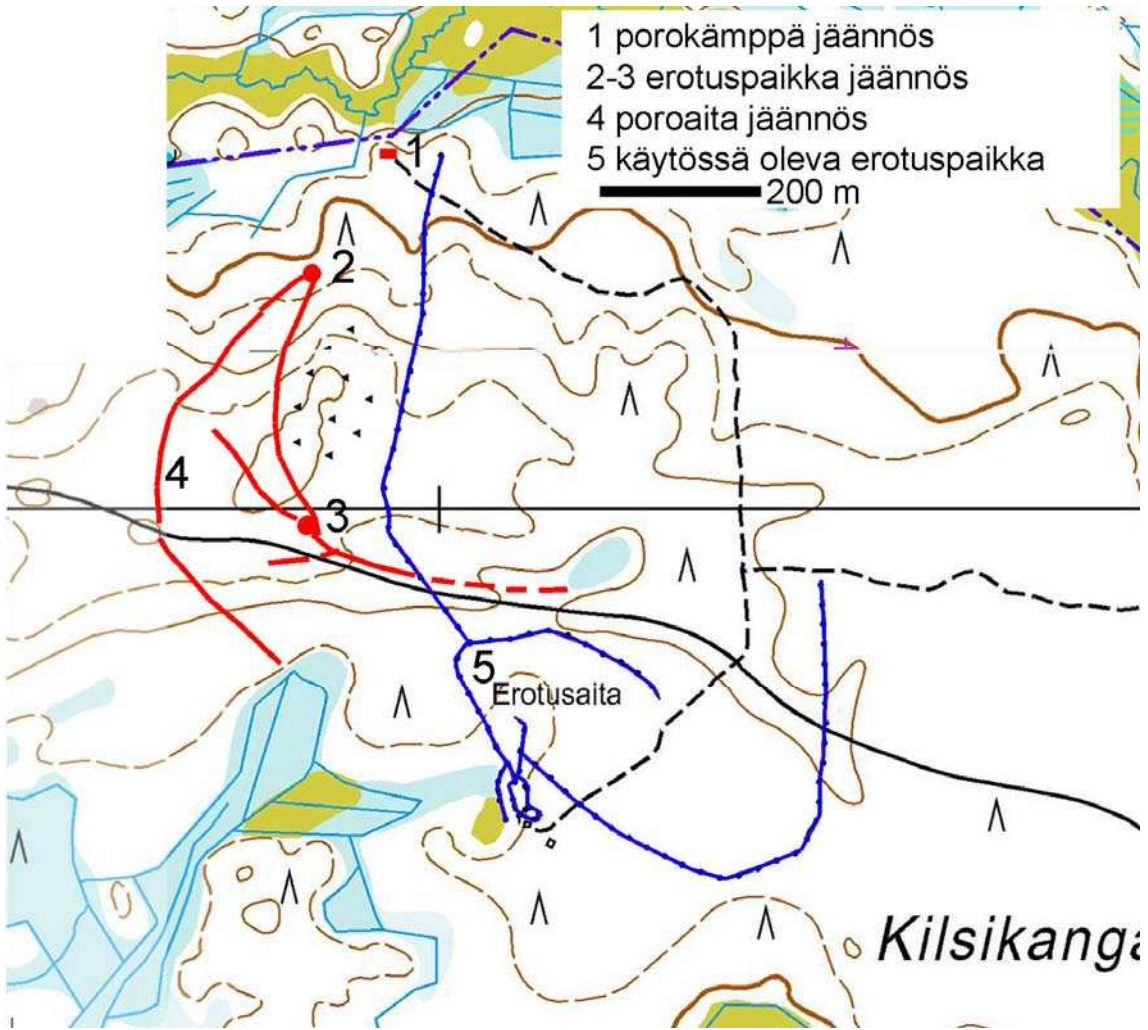 1 porokämppä jäännös
2-3 erotuspaikka jäännös
4 poroaita jäännös
5 käytössä oleva erotuspaikka
200 m
1
2
4
3
5
Erotusaita
Kilsikanga